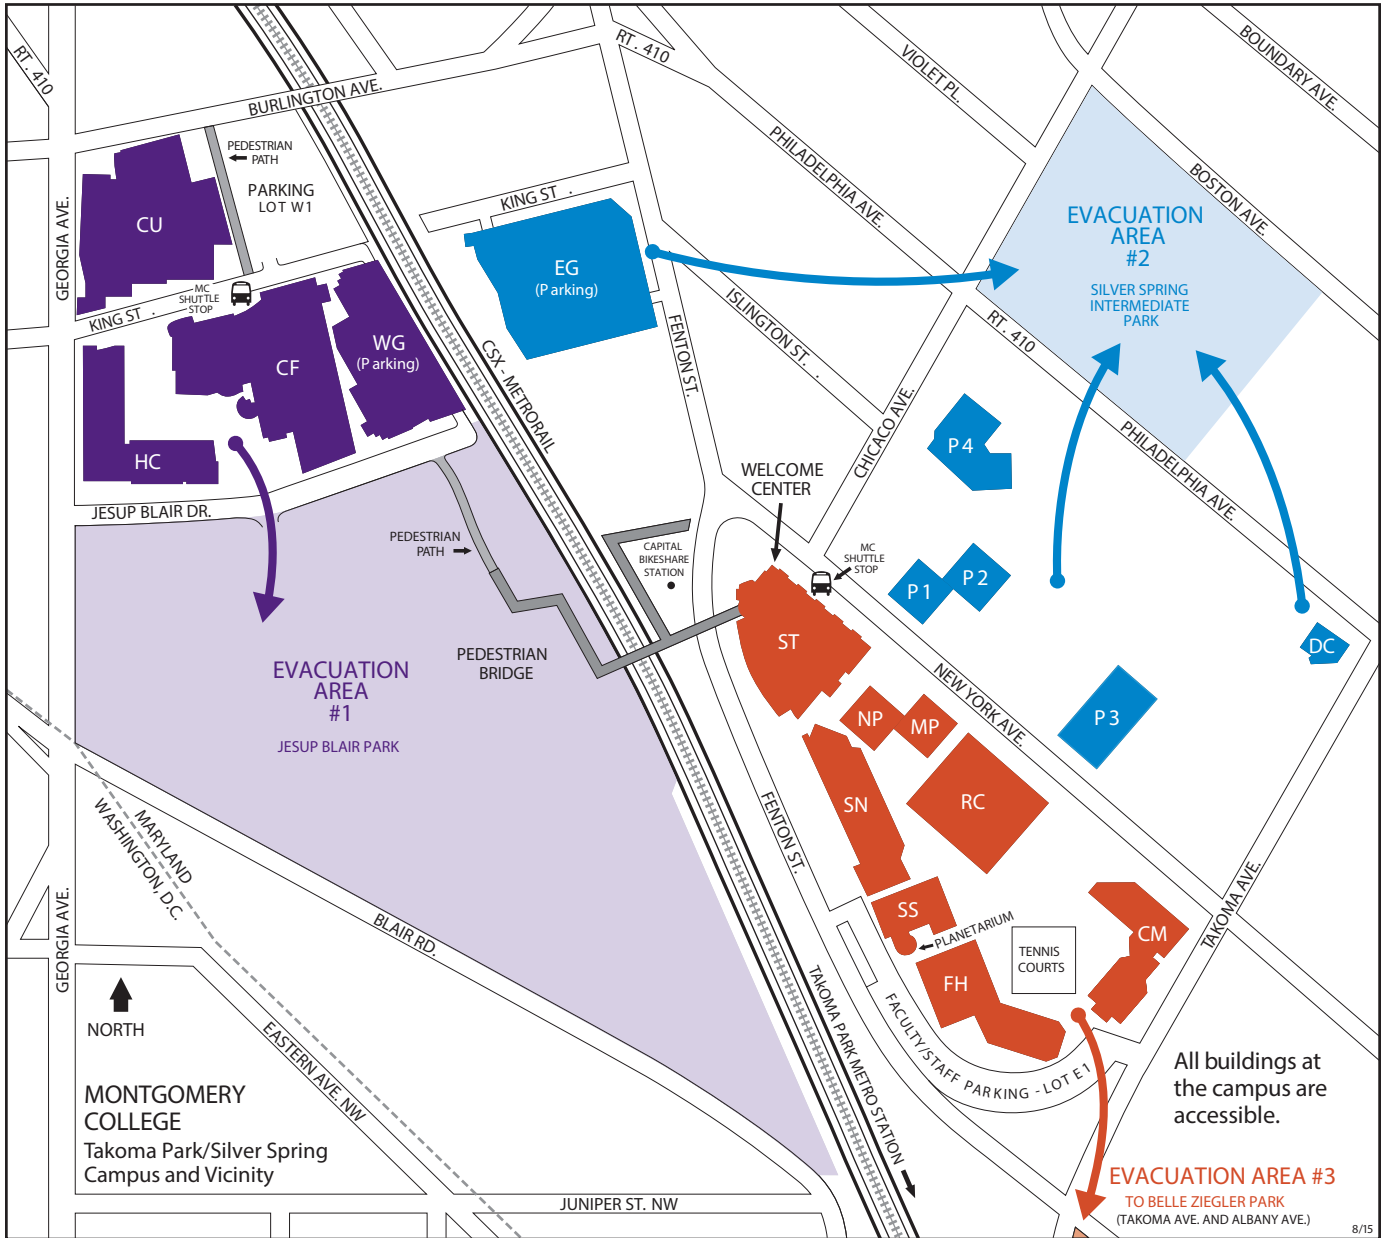 RT. 410
BURLINGTON AVE.
RT. 410
VIOLET PL.
BOUNDARY AVE.
PEDESTRIAN
PATH
PARKING
LOT W1
GEORGIA AVE.
CU
KING ST .
PHILADELPHIA AVE.
BOSTON AVE.
EVACUATION
AREA
#2
SILVER SPRING
INTERMEDIATE
PARK
EG
(P arking)
MC
SHUTTLE
STOP
KING ST .
CF
WG
(P arking)
CSX - METRORAIL
FENTON ST.
ISLINGTON ST. .
RT. 410
CHICACO AVE.
PHILADELPHIA AVE.
P 4
HC
JESUP BLAIR DR.
WELCOME
CENTER
PEDESTRIAN
PATH
CAPITAL
BIKESHARE
STATION
MC
SHUTTLE
STOP
P 1
P 2
DC
ST
PEDESTRIAN
BRIDGE
EVACUATION
AREA
#1
JESUP BLAIR PARK
NEW YORK AVE.
NP
MP
P 3
SN
RC
FENTON ST.
MARYLAND
WASHINGTON, D.C.
GEORGIA AVE.
BLAIR RD.
SS
PLANETARIUM
TENNIS
COURTS
CM
TAKOMA AVE.
FH
NORTH
EASTERN AVE. NW
TAKOMA PARK METRO STATION
FACULTY/STAFF PARKING - LOT E1
All buildings at
the campus are
accessible.
MONTGOMERY
COLLEGE
Takoma Park/Silver Spring
Campus and Vicinity
JUNIPER ST. NW
EVACUATION AREA #3
TO BELLE ZIEGLER PARK
(TAKOMA AVE. AND ALBANY AVE.)
8/15